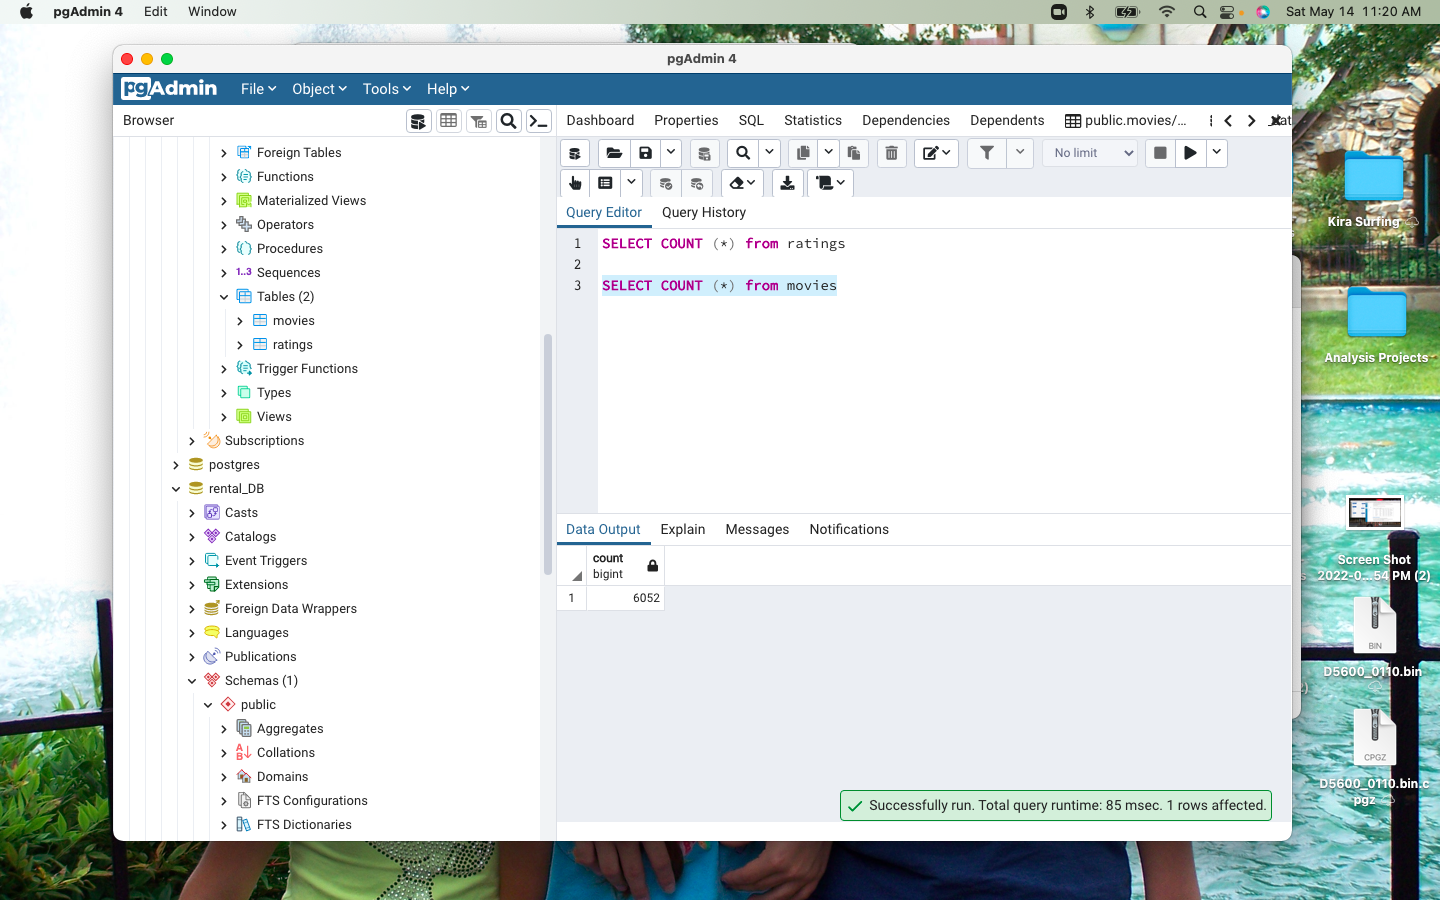 pgAdmin 4 Edit Window Sat May 14 11:20 AM
pgAdmin 4
pgAdmin File Object Tools Help
Browser
Dashboard Properties SQL Statistics Dependencies Dependents public.movies/...
No limit
Query Editor Query History
1 SELECT COUNT (*) from ratings
2
3 SELECT COUNT (*) from movies
Foreign Tables
Functions
Materialized Views
Operators
Procedures
1..3 Sequences
Tables (2)
movies
ratings
Trigger Functions
Types
Views
Subscriptions
postgres
rental_DB
Casts
Catalogs
Event Triggers
Extensions
Foreign Data Wrappers
Languages
Publications
Schemas (1)
public
Aggregates
Collations
Domains
FTS Configurations
FTS Dictionaries
Data Output Explain Messages Notifications
count
bigint
1 6052
Successfully run. Total query runtime: 85 msec. 1 rows affected.
Kira Surfing
Analysis Projects
Screen Shot
2022-0...54 PM (2)
BIN
D5600_0110.bin
CPGZ
D5600_0110.bin.c
pgz